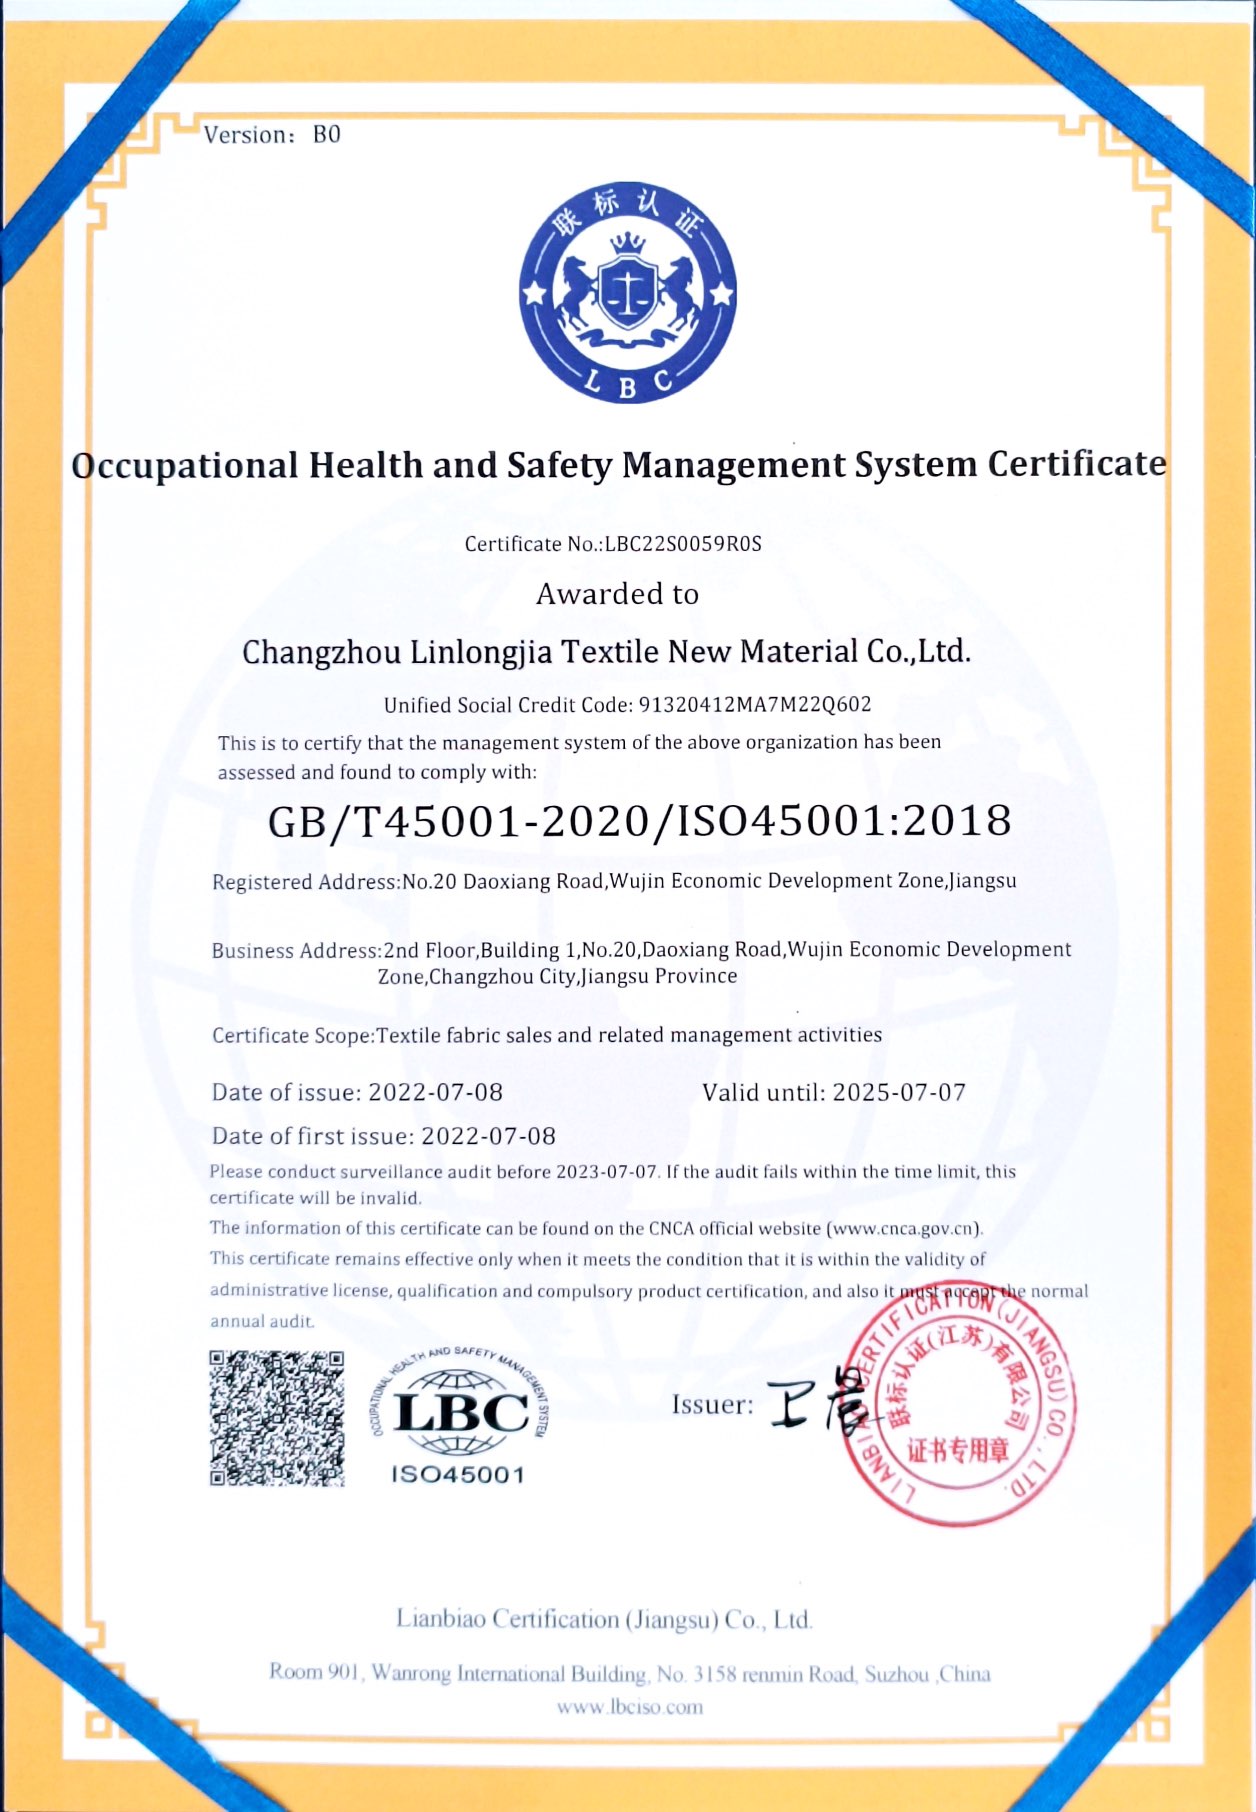 Version: B0
联标认证
LBC
Occupational Health and Safety Management System Certificate
Certificate No.:LBC22S0059R0S
Awarded to
Changzhou Linlongjia Textile New Material Co.,Ltd.
Unified Social Credit Code: 91320412MA7M22Q602
This is to certify that the management system of the above organization has been
assessed and found to comply with:
GB/T45001-2020/ISO45001:2018
Registered Address:No.20 Daoxiang Road,Wujin Economic Development Zone,Jiangsu
Business Address:2nd Floor,Building 1,No.20,Daoxiang Road,Wujin Economic Development
Zone,Changzhou City,Jiangsu Province
Certificate Scope:Textile fabric sales and related management activities
Date of issue: 2022-07-08 Valid until: 2025-07-07
Date of first issue: 2022-07-08
Please conduct surveillance audit before 2023-07-07. If the audit fails within the time limit, this
certificate will be invalid.
The information of this certificate can be found on the CNCA official website (www.cnca.gov.cn).
This certificate remains effective only when it meets the condition that it is within the validity of
administrative license, qualification and compulsory product certification, and also it must accept the normal
annual audit.
OCCUPATIONAL HEALTH AND SAFETY MANAGEMENT SYSTEM
LBC
ISO45001
Issuer:
LIANBIAO CERTIFICATION (JIANGSU) CO., LTD.
联标认证(江苏)有限公司
证书专用章
Lianbiao Certification (Jiangsu) Co., Ltd.
Room 901, Wanrong International Building, No. 3158 renmin Road, Suzhou ,China
www.lbciso.com